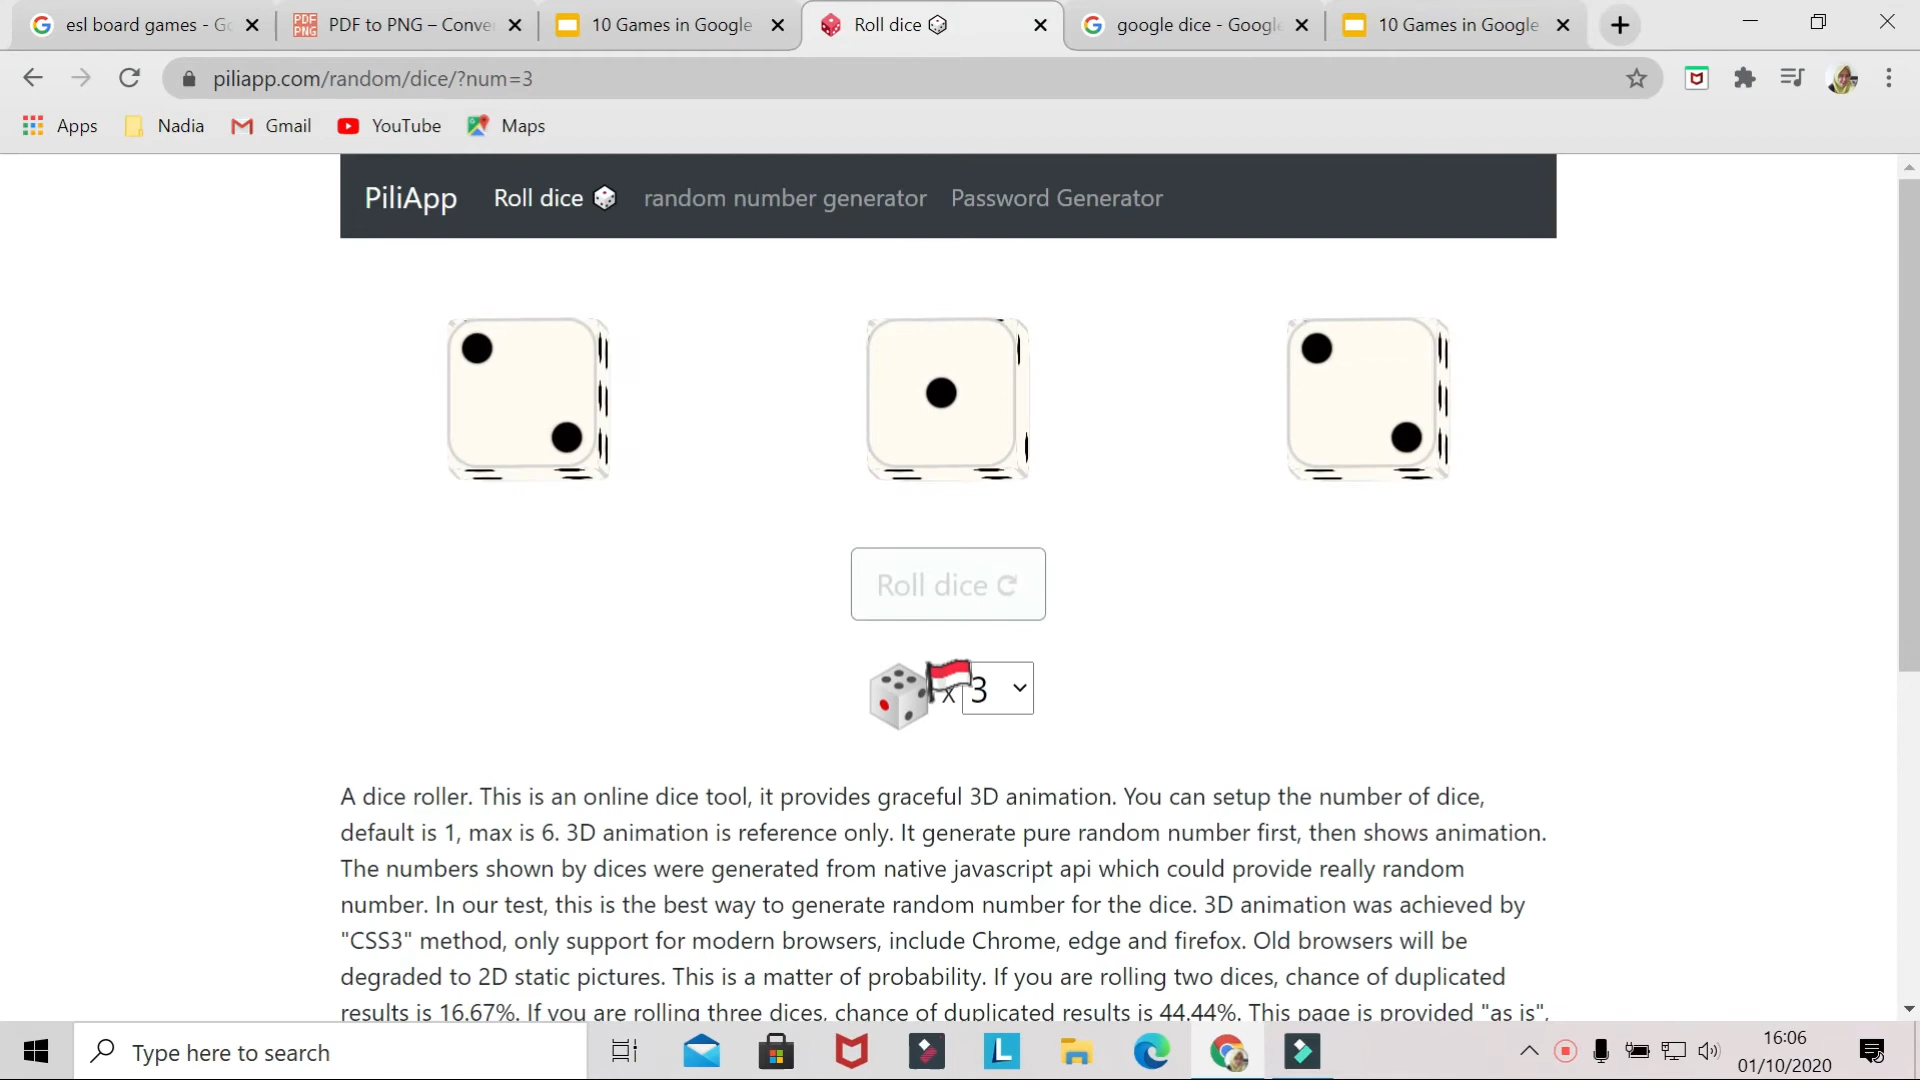 esl board games - Go
PDF to PNG – Conve
10 Games in Google
Roll dice
google dice - Google
10 Games in Google
piliapp.com/random/dice/?num=3
Apps
Nadia
Gmail
YouTube
Maps
PiliApp
Roll dice
random number generator
Password Generator
Roll dice
x 3
A dice roller. This is an online dice tool, it provides graceful 3D animation. You can setup the number of dice,
default is 1, max is 6. 3D animation is reference only. It generate pure random number first, then shows animation.
The numbers shown by dices were generated from native javascript api which could provide really random
number. In our test, this is the best way to generate random number for the dice. 3D animation was achieved by
"CSS3" method, only support for modern browsers, include Chrome, edge and firefox. Old browsers will be
degraded to 2D static pictures. This is a matter of probability. If you are rolling two dices, chance of duplicated
results is 16.67%. If you are rolling three dices, chance of duplicated results is 44.44%. This page is provided "as is",
Type here to search
16:06
01/10/2020